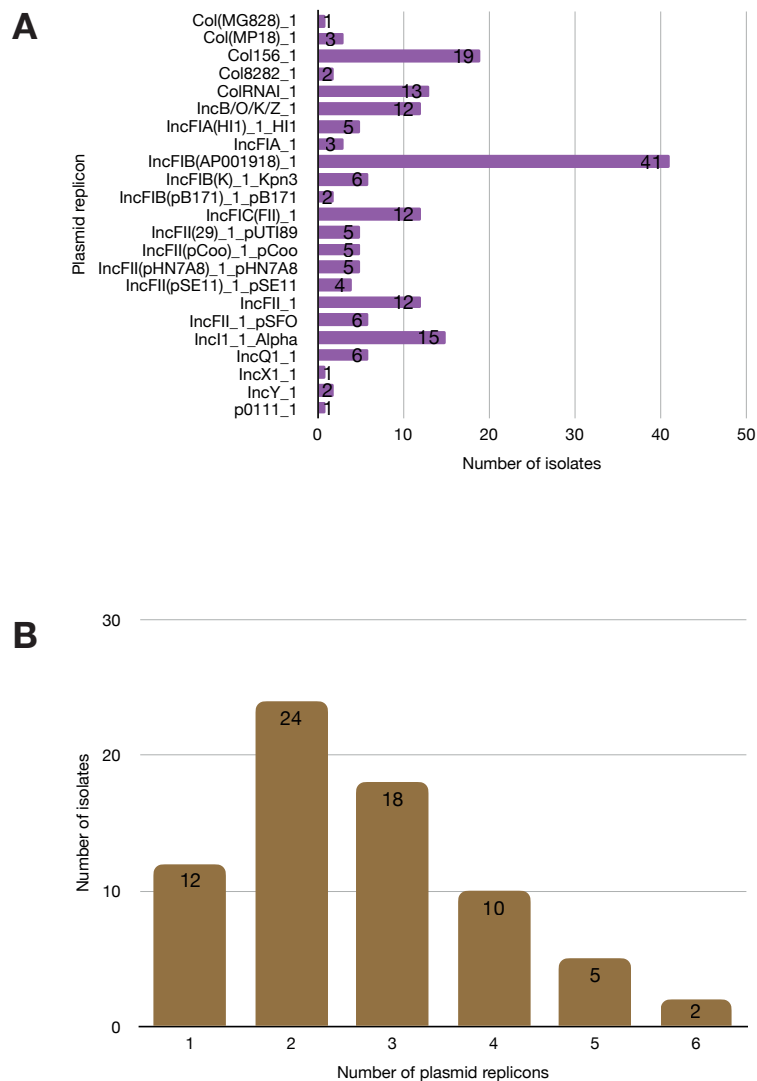 A
Plasmid replicon
Col(MG828)_1 1
Col(MP18)_1 3
Col156_1 19
Col8282_1 2
ColRNAI_1 13
IncB/O/K/Z_1 12
IncFIA(HI1)_1_HI1 5
IncFIA_1 3
IncFIB(AP001918)_1 41
IncFIB(K)_1_Kpn3 6
IncFIB(pB171)_1_pB171 2
IncFIC(FII)_1 12
IncFII(29)_1_pUTI89 5
IncFII(pCoo)_1_pCoo 5
IncFII(pHN7A8)_1_pHN7A8 5
IncFII(pSE11)_1_pSE11 4
IncFII_1 12
IncFII_1_pSFO 6
IncI1_1_Alpha 15
IncQ1_1 6
IncX1_1 1
IncY_1 2
p0111_1 1
0 10 20 30 40 50
Number of isolates
B
Number of isolates
30
20
10
0
12 24 18 10 5 2
1 2 3 4 5 6
Number of plasmid replicons